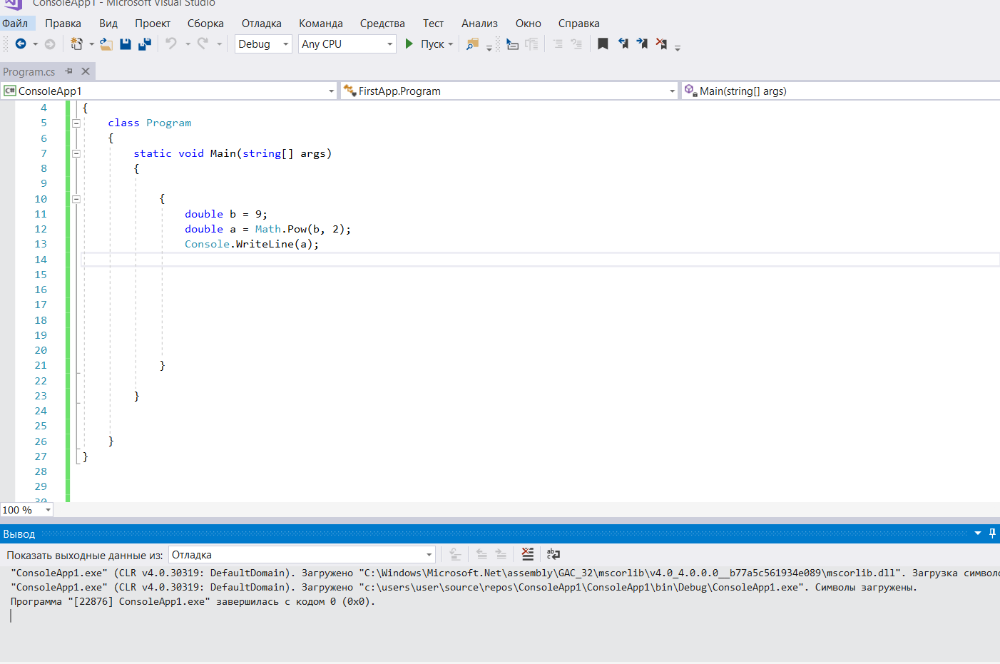 ConsoleApp1 - Microsoft Visual Studio
Файл Правка Вид Проект Сборка Отладка Команда Средства Тест Анализ Окно Справка
Debug Any CPU Пуск
Program.cs
C# ConsoleApp1 FirstApp.Program Main(string[] args)
4 {
5 class Program
6 {
7 static void Main(string[] args)
8 {
9
10 {
11 double b = 9;
12 double a = Math.Pow(b, 2);
13 Console.WriteLine(a);
14
15
16
17
18
19
20
21 }
22
23 }
24
25
26 }
27 }
28
29
30
100 %
Вывод
Показать выходные данные из: Отладка
"ConsoleApp1.exe" (CLR v4.0.30319: DefaultDomain). Загружено "C:\Windows\Microsoft.Net\assembly\GAC_32\mscorlib\v4.0_4.0.0.0__b77a5c561934e089\mscorlib.dll". Загрузка символо
"ConsoleApp1.exe" (CLR v4.0.30319: DefaultDomain). Загружено "c:\users\user\source\repos\ConsoleApp1\ConsoleApp1\bin\Debug\ConsoleApp1.exe". Символы загружены.
Программа "[22876] ConsoleApp1.exe" завершилась с кодом 0 (0x0).